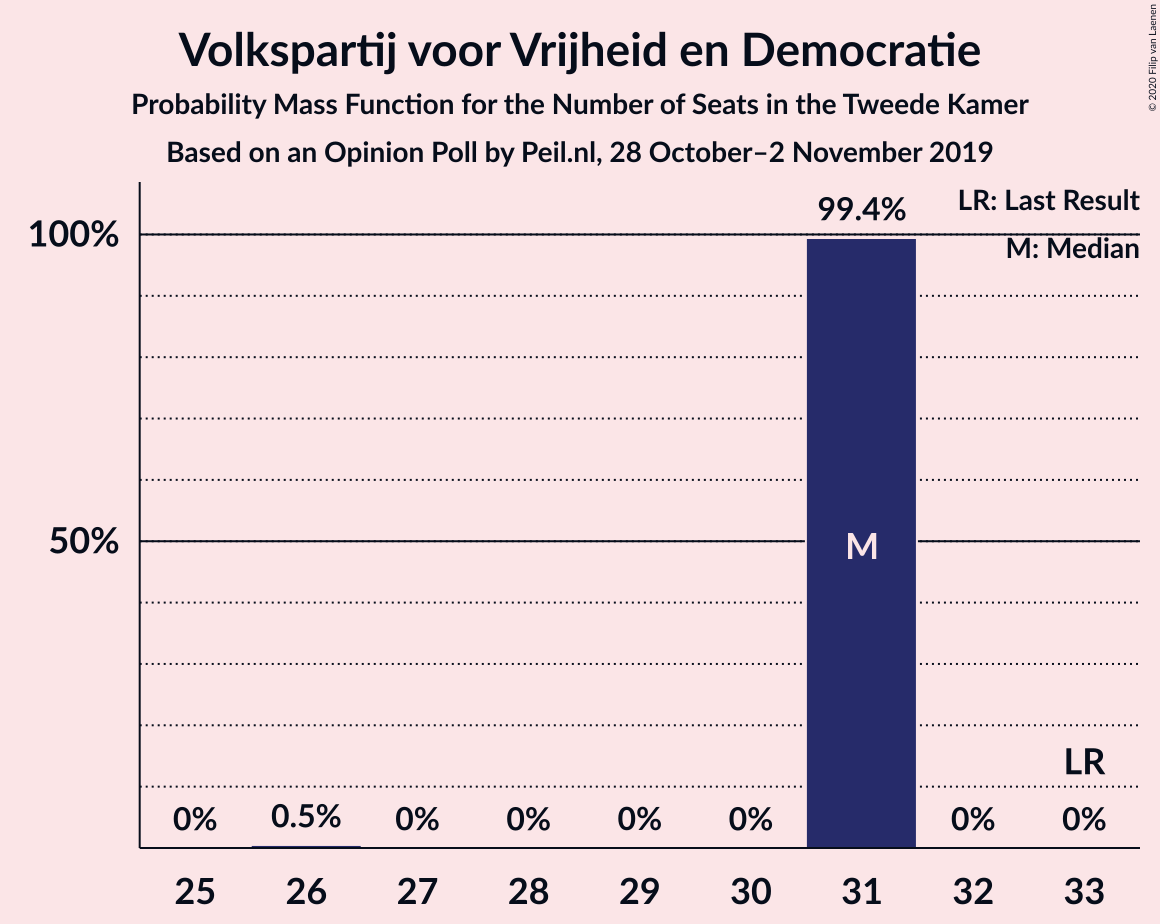 Volkspartij voor Vrijheid en Democratie
Probability Mass Function for the Number of Seats in the Tweede Kamer
Based on an Opinion Poll by Peil.nl, 28 October–2 November 2019
© 2020 Filip van Laenen
LR: Last Result
M: Median
99.4%
100%
50%
M
LR
0% 0.5% 0% 0% 0% 0% 0% 0%
25 26 27 28 29 30 31 32 33